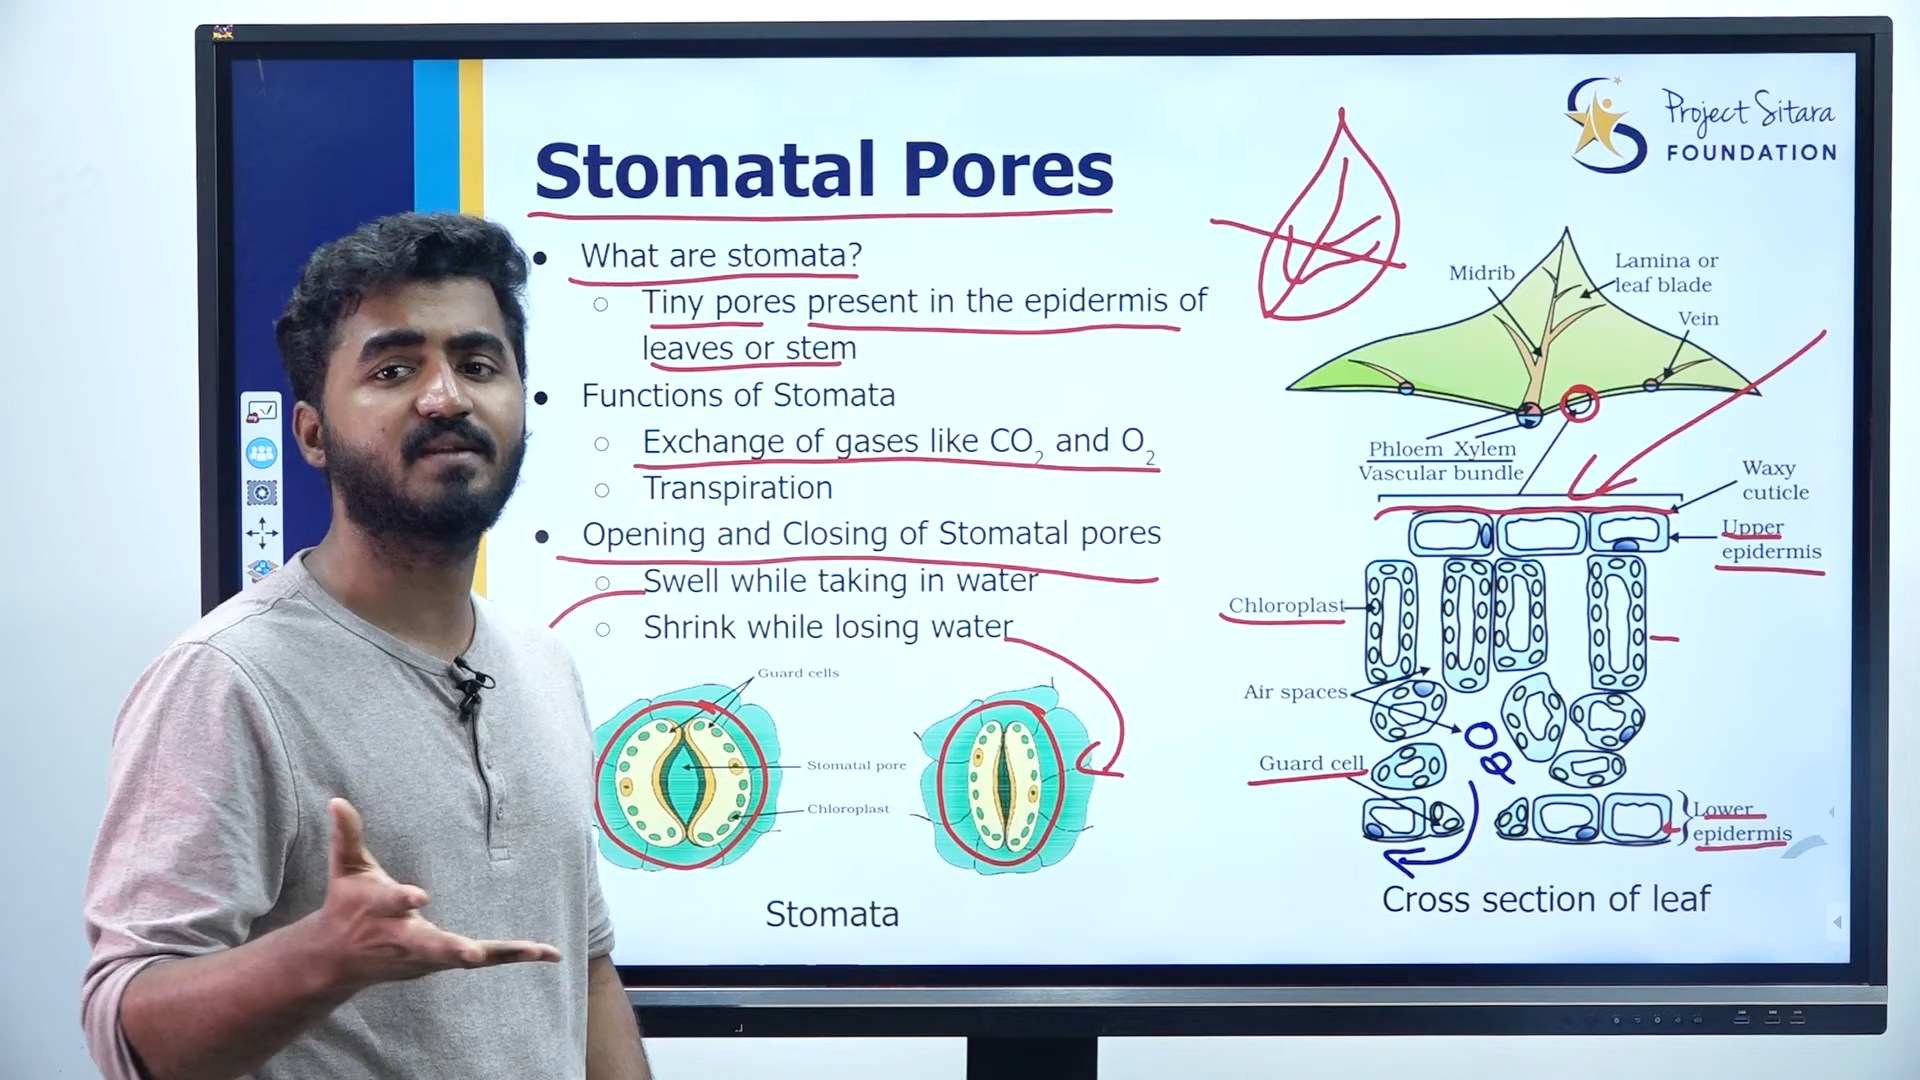 Project Sitara
FOUNDATION
Stomatal Pores
What are stomata?
Tiny pores present in the epidermis of
leaves or stem
Functions of Stomata
Exchange of gases like CO2 and O2
Transpiration
Opening and Closing of Stomatal pores
Swell while taking in water
Shrink while losing water
Guard cells
Stomatal pore
Chloroplast
Stomata
Midrib
Lamina or
leaf blade
Vein
Phloem Xylem
Vascular bundle
Waxy
cuticle
Upper
epidermis
Chloroplast
Air spaces
Guard cell
Lower
epidermis
Cross section of leaf